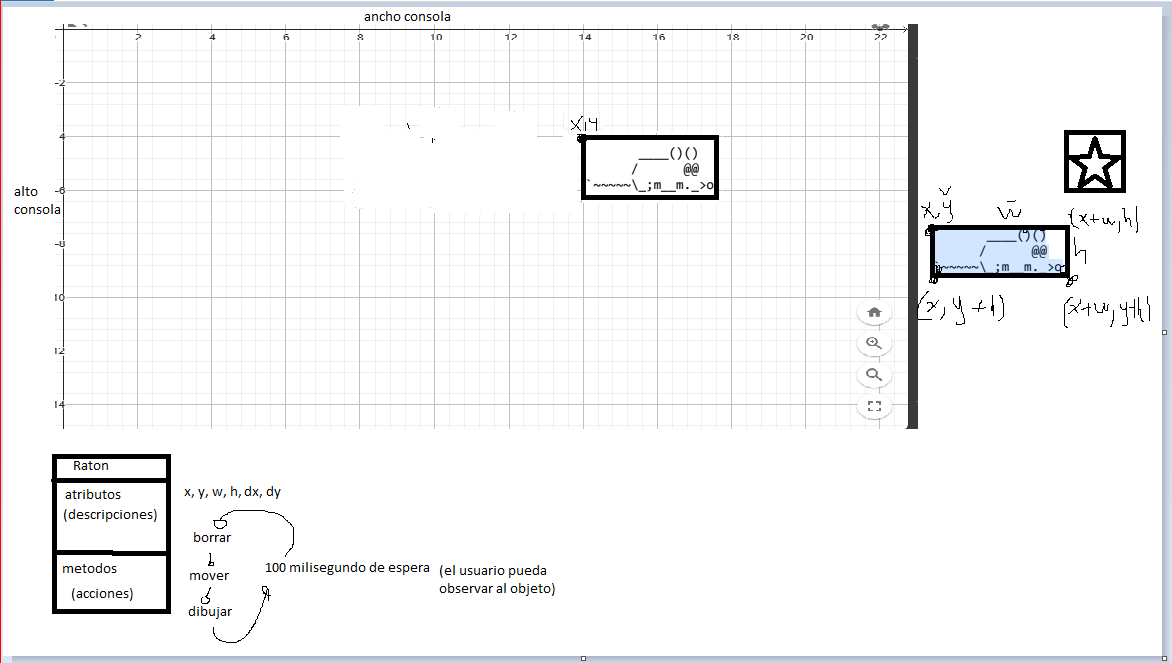 ancho consola
2 4 6 8 10 12 14 16 18 20 22
-2
4
-6
-8
10
12
14
alto
consola
x,y
____()()
/ @@
`~~~~~\_;m__m._>o
x y
w
(x+w, h)
____()()
/ @@
`~~~~~\_;m__m._>o
h
(x, y+h)
(x+w, y+h)
Raton
atributos
(descripciones)
x, y, w, h, dx, dy
borrar
metodos
(acciones)
mover
dibujar
100 milisegundo de espera
(el usuario pueda
observar al objeto)